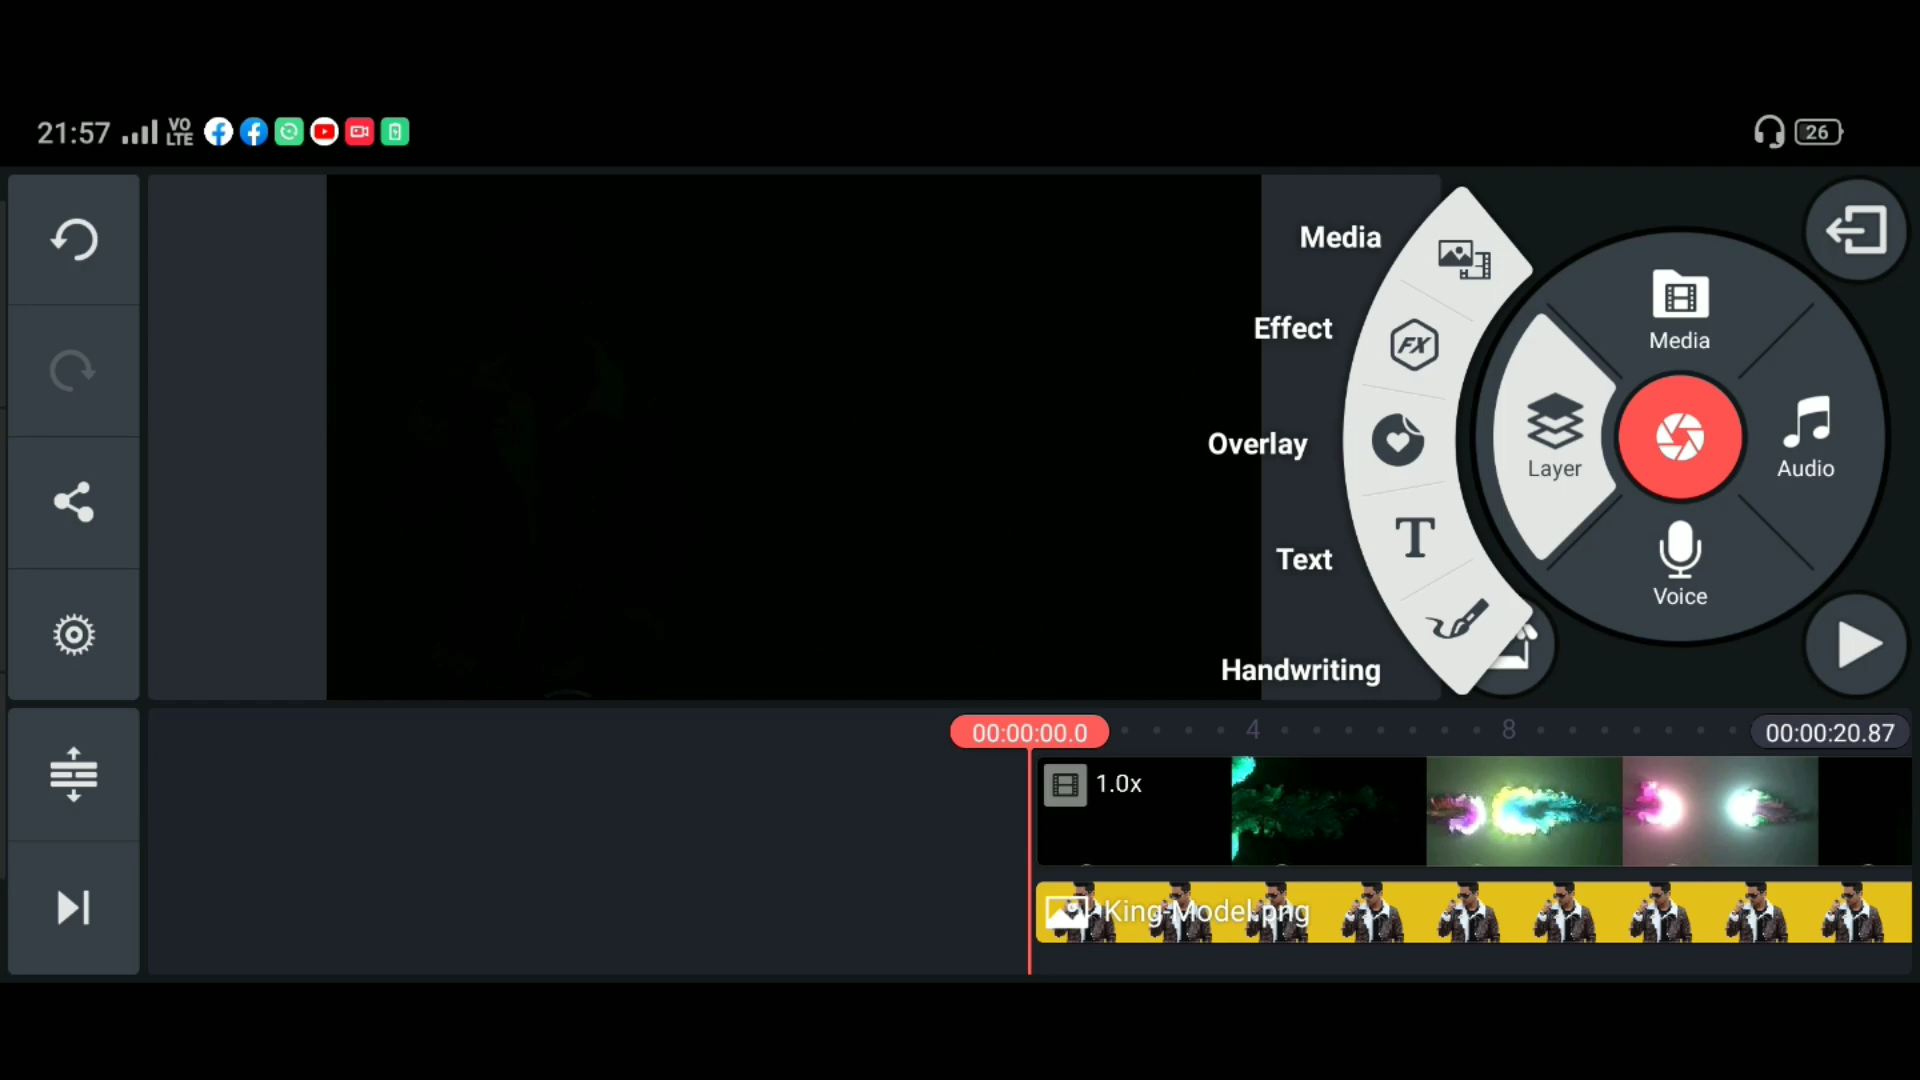 21:57 VO LTE 26
Media
Effect
Overlay
Text
Handwriting
FX
T
Media
Layer
Audio
Voice
00:00:00.0 4 8 00:00:20.87
1.0x
King-Model.png